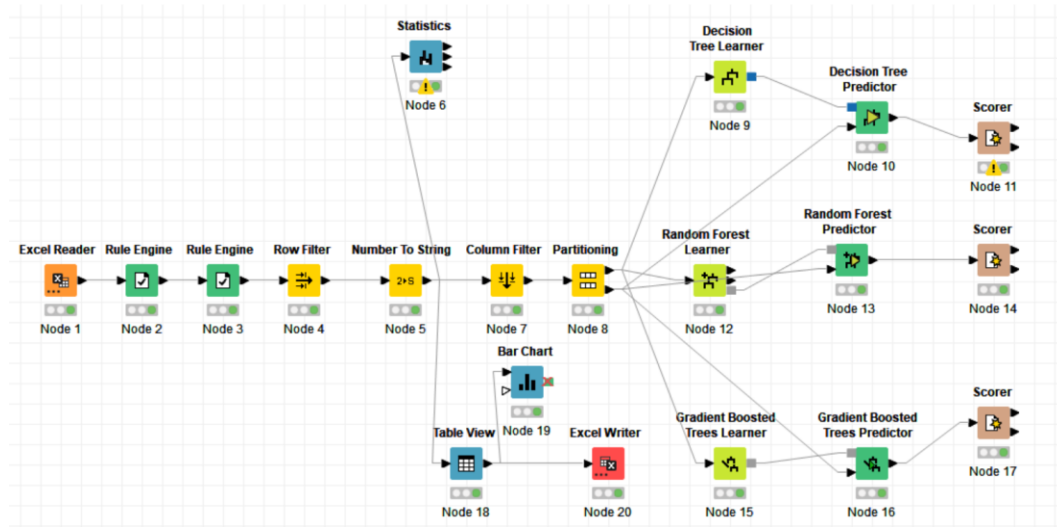 Statistics
Node 6
Decision
Tree Learner
Node 9
Decision Tree
Predictor
Node 10
Scorer
Node 11
Excel Reader
Node 1
Rule Engine
Node 2
Rule Engine
Node 3
Row Filter
Node 4
Number To String
2▸S
Node 5
Column Filter
Node 7
Partitioning
Node 8
Random Forest
Learner
Node 12
Random Forest
Predictor
Node 13
Scorer
Node 14
Bar Chart
Node 19
Table View
Node 18
Excel Writer
Node 20
Gradient Boosted
Trees Learner
Node 15
Gradient Boosted
Trees Predictor
Node 16
Scorer
Node 17